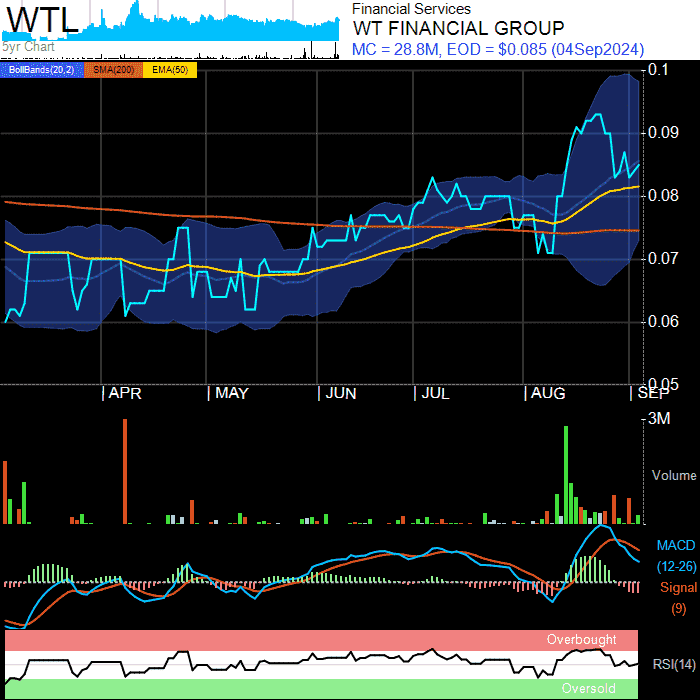 WTL
5yr Chart
Financial Services
WT FINANCIAL GROUP
MC = 28.8M, EOD = $0.085 (04Sep2024)
BollBands(20,2) SMA(200) EMA(50)
0.1
0.09
0.08
0.07
0.06
0.05
APR MAY JUN JUL AUG SEP
3M
Volume
MACD
(12-26)
Signal
(9)
Overbought
RSI(14)
Oversold